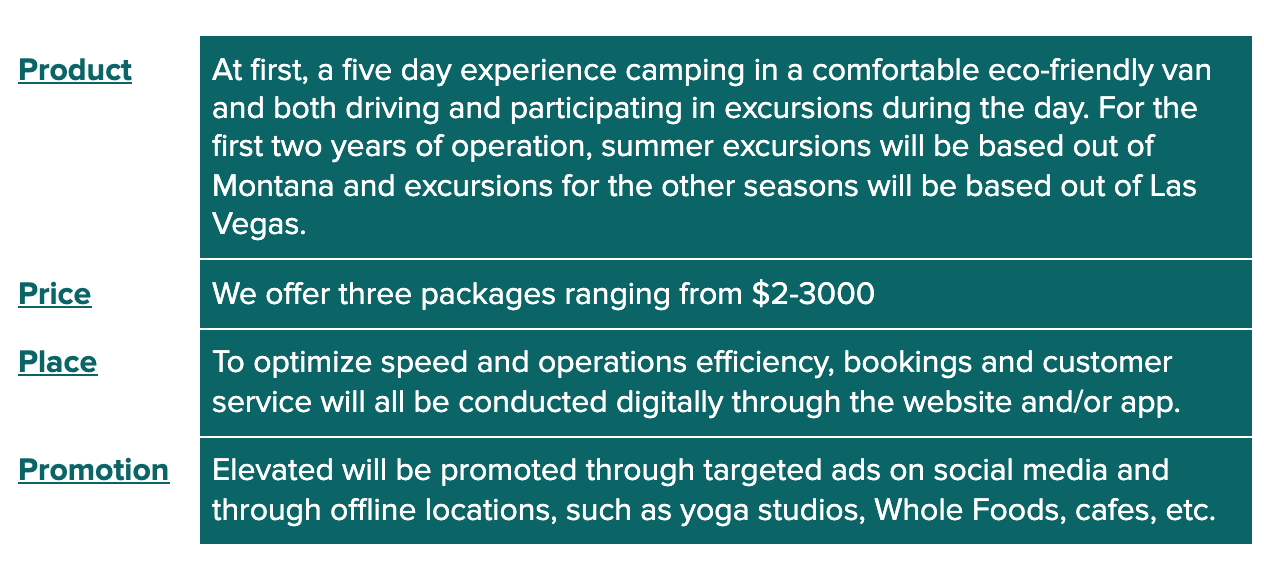 Product
At first, a five day experience camping in a comfortable eco-friendly van
and both driving and participating in excursions during the day. For the
first two years of operation, summer excursions will be based out of
Montana and excursions for the other seasons will be based out of Las
Vegas.
Price
We offer three packages ranging from $2-3000
Place
To optimize speed and operations efficiency, bookings and customer
service will all be conducted digitally through the website and/or app.
Promotion
Elevated will be promoted through targeted ads on social media and
through offline locations, such as yoga studios, Whole Foods, cafes, etc.